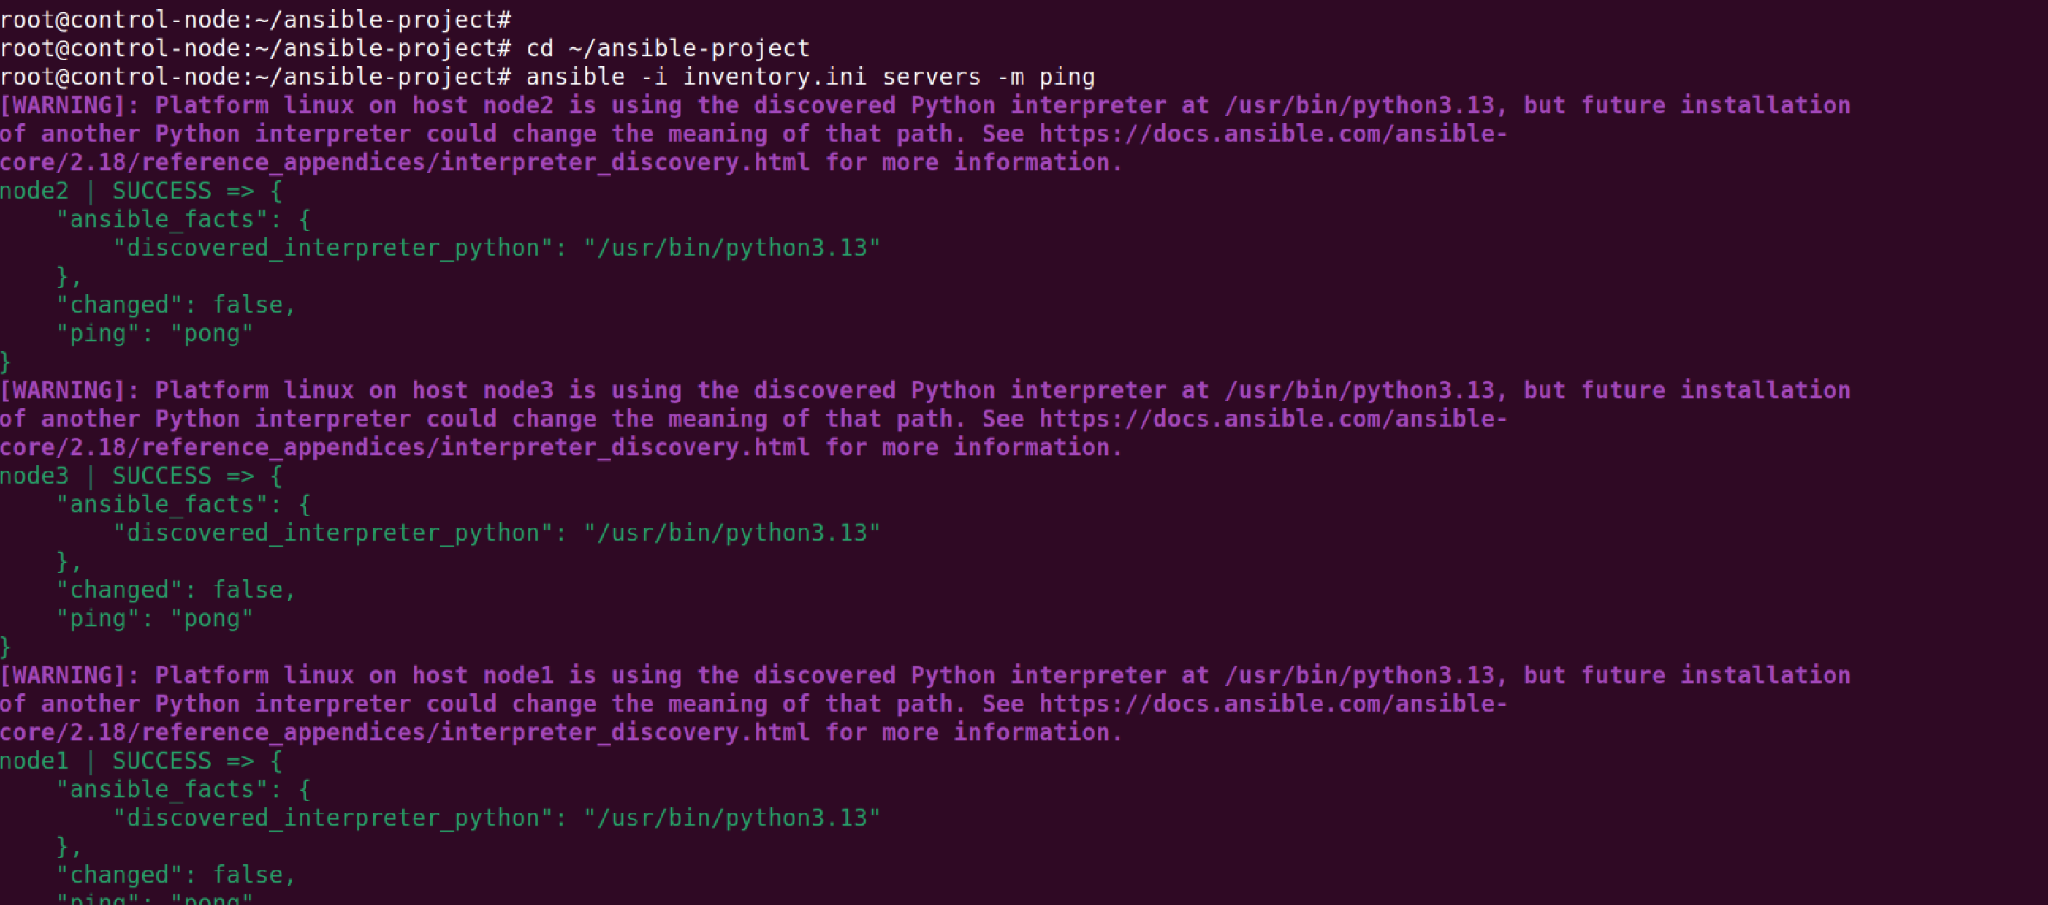 root@control-node:~/ansible-project#
root@control-node:~/ansible-project# cd ~/ansible-project
root@control-node:~/ansible-project# ansible -i inventory.ini servers -m ping
[WARNING]: Platform linux on host node2 is using the discovered Python interpreter at /usr/bin/python3.13, but future installation
of another Python interpreter could change the meaning of that path. See https://docs.ansible.com/ansible-
core/2.18/reference_appendices/interpreter_discovery.html for more information.
node2 | SUCCESS => {
    "ansible_facts": {
        "discovered_interpreter_python": "/usr/bin/python3.13"
    },
    "changed": false,
    "ping": "pong"
}
[WARNING]: Platform linux on host node3 is using the discovered Python interpreter at /usr/bin/python3.13, but future installation
of another Python interpreter could change the meaning of that path. See https://docs.ansible.com/ansible-
core/2.18/reference_appendices/interpreter_discovery.html for more information.
node3 | SUCCESS => {
    "ansible_facts": {
        "discovered_interpreter_python": "/usr/bin/python3.13"
    },
    "changed": false,
    "ping": "pong"
}
[WARNING]: Platform linux on host node1 is using the discovered Python interpreter at /usr/bin/python3.13, but future installation
of another Python interpreter could change the meaning of that path. See https://docs.ansible.com/ansible-
core/2.18/reference_appendices/interpreter_discovery.html for more information.
node1 | SUCCESS => {
    "ansible_facts": {
        "discovered_interpreter_python": "/usr/bin/python3.13"
    },
    "changed": false,
    "ping": "pong"